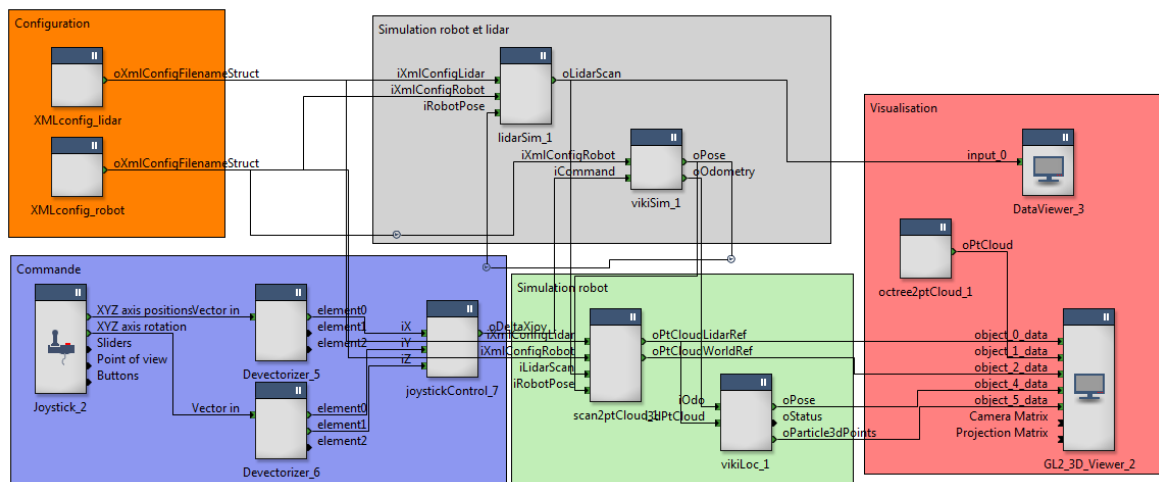 Configuration
oXmlConfigFilenameStruct
XMLconfig_lidar
oXmlConfigFilenameStruct
XMLconfig_robot
Simulation robot et lidar
iXmlConfigLidar
iXmlConfigRobot
iRobotPose
oLidarScan
lidarSim_1
iXmlConfigRobot
iCommand
oPose
oOdometry
vikiSim_1
Visualisation
input_0
DataViewer_3
oPtCloud
octree2ptCloud_1
object_0_data
object_1_data
object_2_data
object_4_data
object_5_data
Camera Matrix
Projection Matrix
GL2_3D_Viewer_2
Commande
XYZ axis positions
XYZ axis rotation
Sliders
Point of view
Buttons
Joystick_2
Vector in
element0
element1
element2
Devectorizer_5
Vector in
element0
element1
element2
Devectorizer_6
iX
iY
iZ
oDeltaXjoy
joystickControl_7
Simulation robot
iXmlConfigLidar
iXmlConfigRobot
iLidarScan
iRobotPose
oPtCloudLidarRef
oPtCloudWorldRef
iOdo
oPose
oStatus
oParticle3dPoints
vikiLoc_1